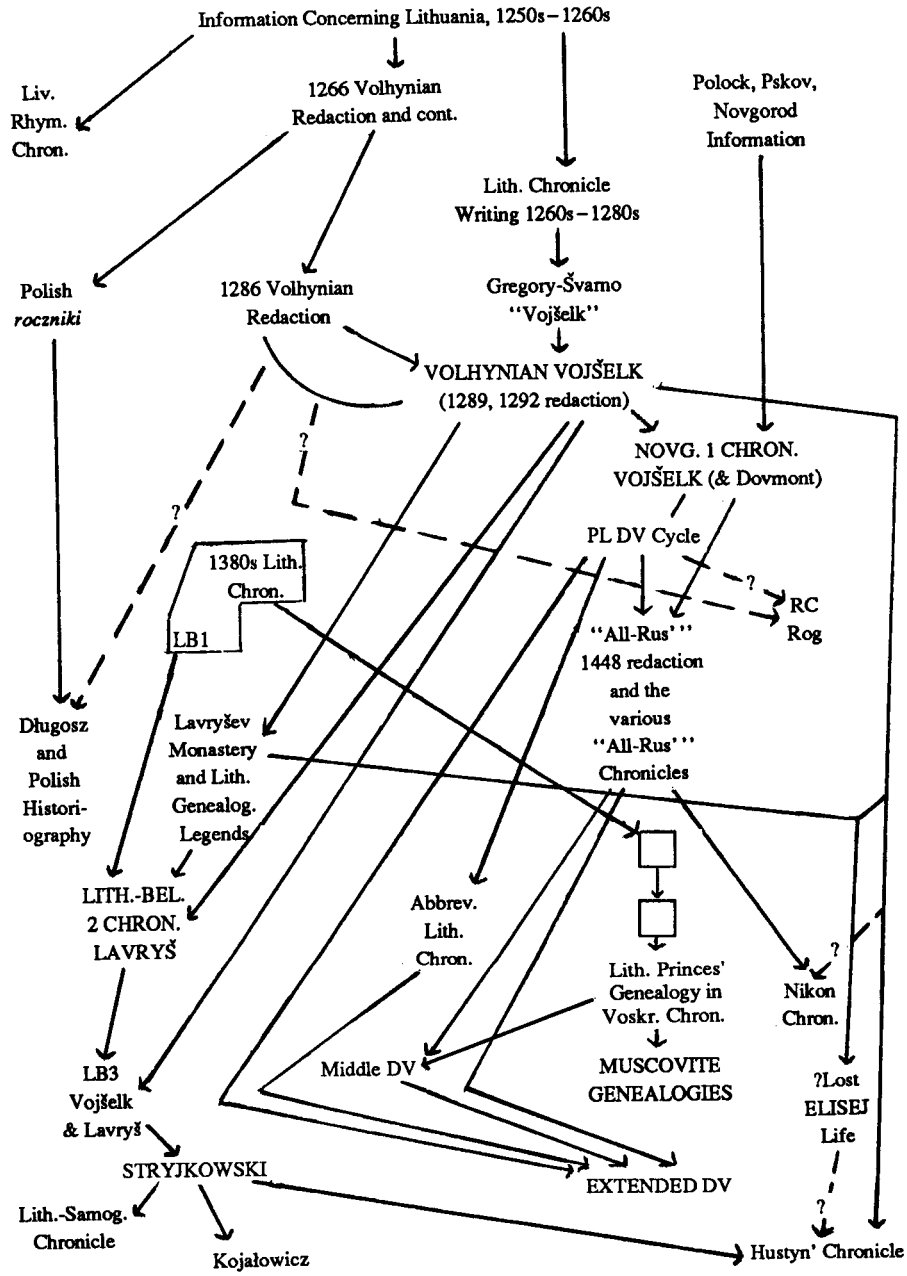 Information Concerning Lithuania, 1250s–1260s
Liv.
Rhym.
Chron.
1266 Volhynian
Redaction and cont.
Polock, Pskov,
Novgorod
Information
Lith. Chronicle
Writing 1260s–1280s
Polish
roczniki
1286 Volhynian
Redaction
Gregory-Švarno
“Vojšelk”
VOLHYNIAN VOJŠELK
(1289, 1292 redaction)
?
NOVG. 1 CHRON.
VOJŠELK (& Dovmont)
?
PL DV Cycle
?
1380s Lith.
Chron.
LB1
RC
Rog
“All-Rus’”
1448 redaction
and the
various
“All-Rus’”
Chronicles
Długosz
and
Polish
Histori-
ography
Lavryšev
Monastery
and Lith.
Genealog.
Legends
LITH.-BEL.
2 CHRON.
LAVRYŠ
Abbrev.
Lith.
Chron.
?
Lith. Princes’
Genealogy in
Voskr. Chron.
Nikon
Chron.
LB3
Vojšelk
& Lavryš
Middle DV
MUSCOVITE
GENEALOGIES
?Lost
ELISEJ
Life
STRYJKOWSKI
EXTENDED DV
?
Lith.-Samog.
Chronicle
Kojałowicz
Hustyn’ Chronicle